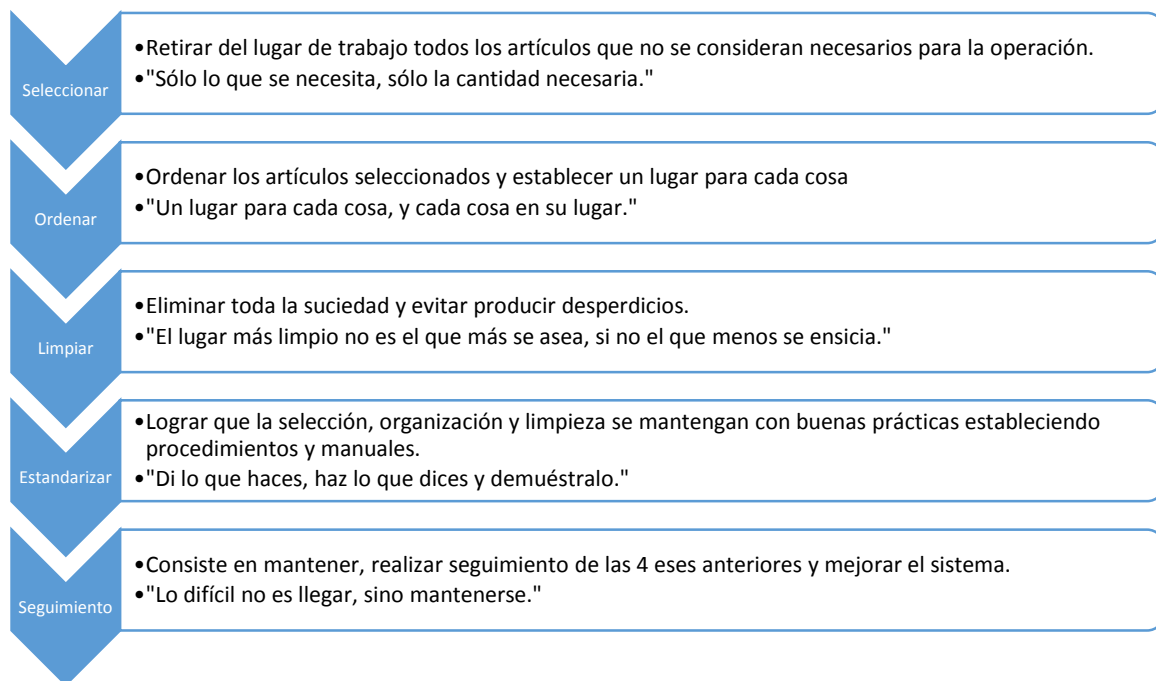 Seleccionar
•Retirar del lugar de trabajo todos los artículos que no se consideran necesarios para la operación.
•"Sólo lo que se necesita, sólo la cantidad necesaria."
Ordenar
•Ordenar los artículos seleccionados y establecer un lugar para cada cosa
•"Un lugar para cada cosa, y cada cosa en su lugar."
Limpiar
•Eliminar toda la suciedad y evitar producir desperdicios.
•"El lugar más limpio no es el que más se asea, si no el que menos se ensicia."
Estandarizar
•Lograr que la selección, organización y limpieza se mantengan con buenas prácticas estableciendo
procedimientos y manuales.
•"Di lo que haces, haz lo que dices y demuéstralo."
Seguimiento
•Consiste en mantener, realizar seguimiento de las 4 eses anteriores y mejorar el sistema.
•"Lo difícil no es llegar, sino mantenerse."